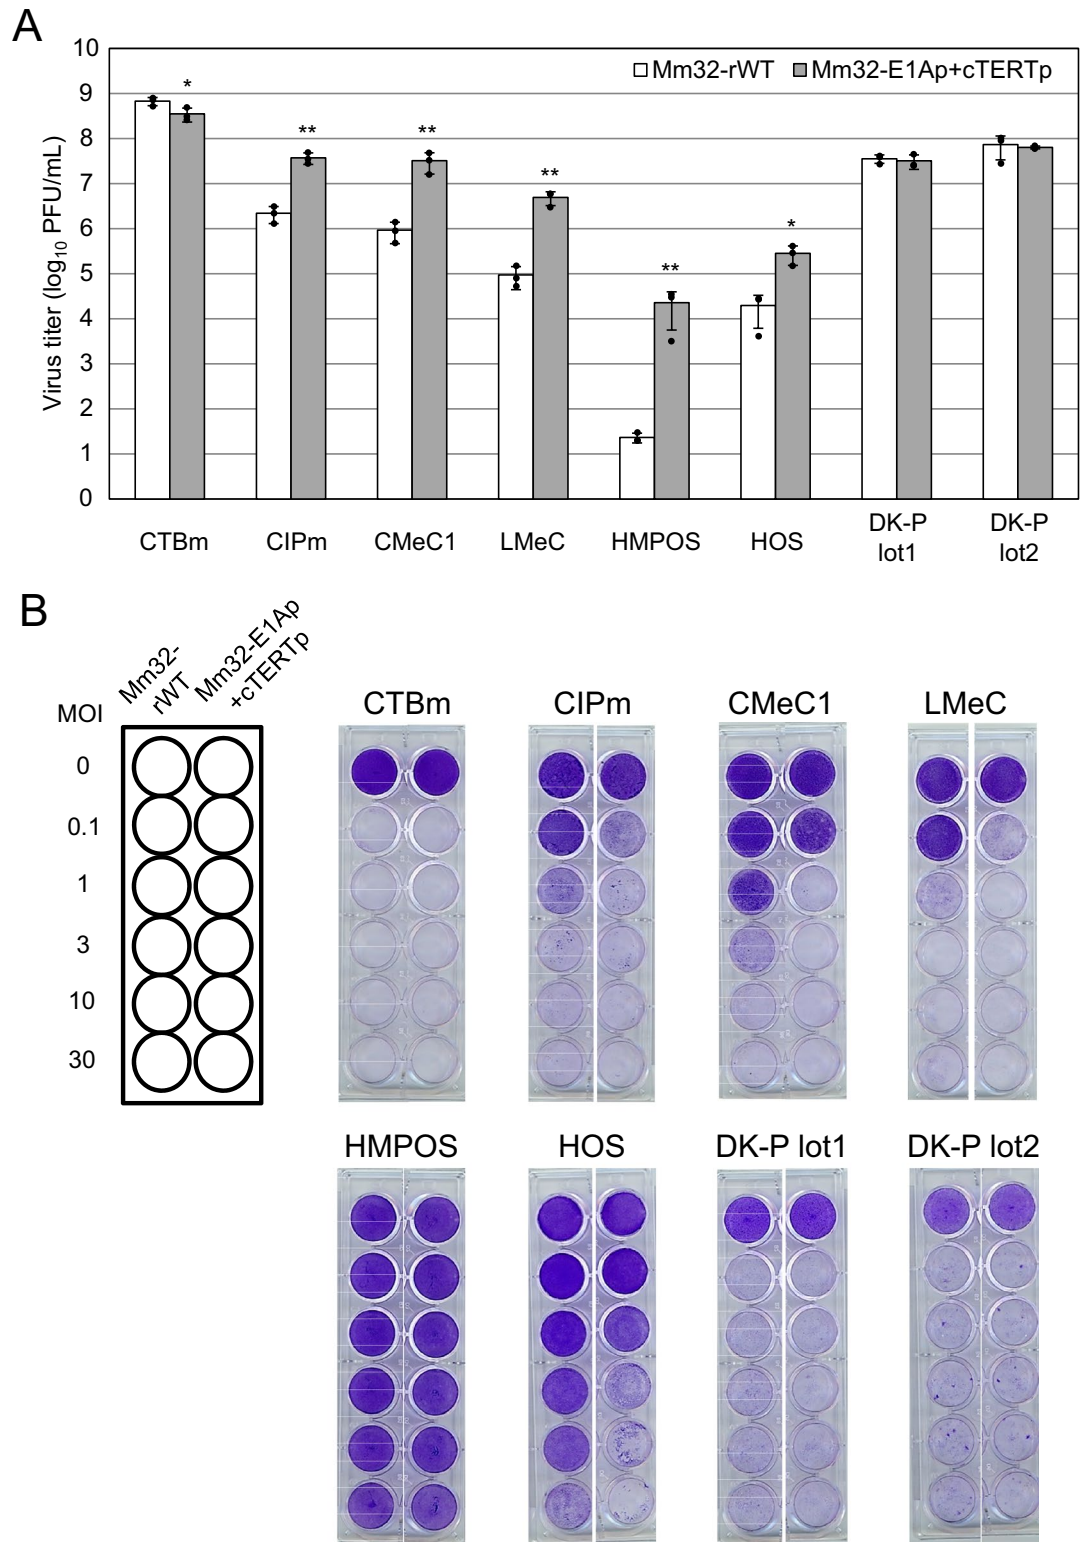 A
10
Mm32-rWT Mm32-E1Ap+cTERTp
9
8
7
6
5
4
3
2
1
0
Virus titer (log10 PFU/mL)
*
**
**
**
**
*
CTBm CIPm CMeC1 LMeC HMPOS HOS DK-P lot1 DK-P lot2
B
Mm32-
rWT
Mm32-E1Ap
+cTERTp
MOI
0
0.1
1
3
10
30
CTBm CIPm CMeC1 LMeC
HMPOS HOS DK-P lot1 DK-P lot2